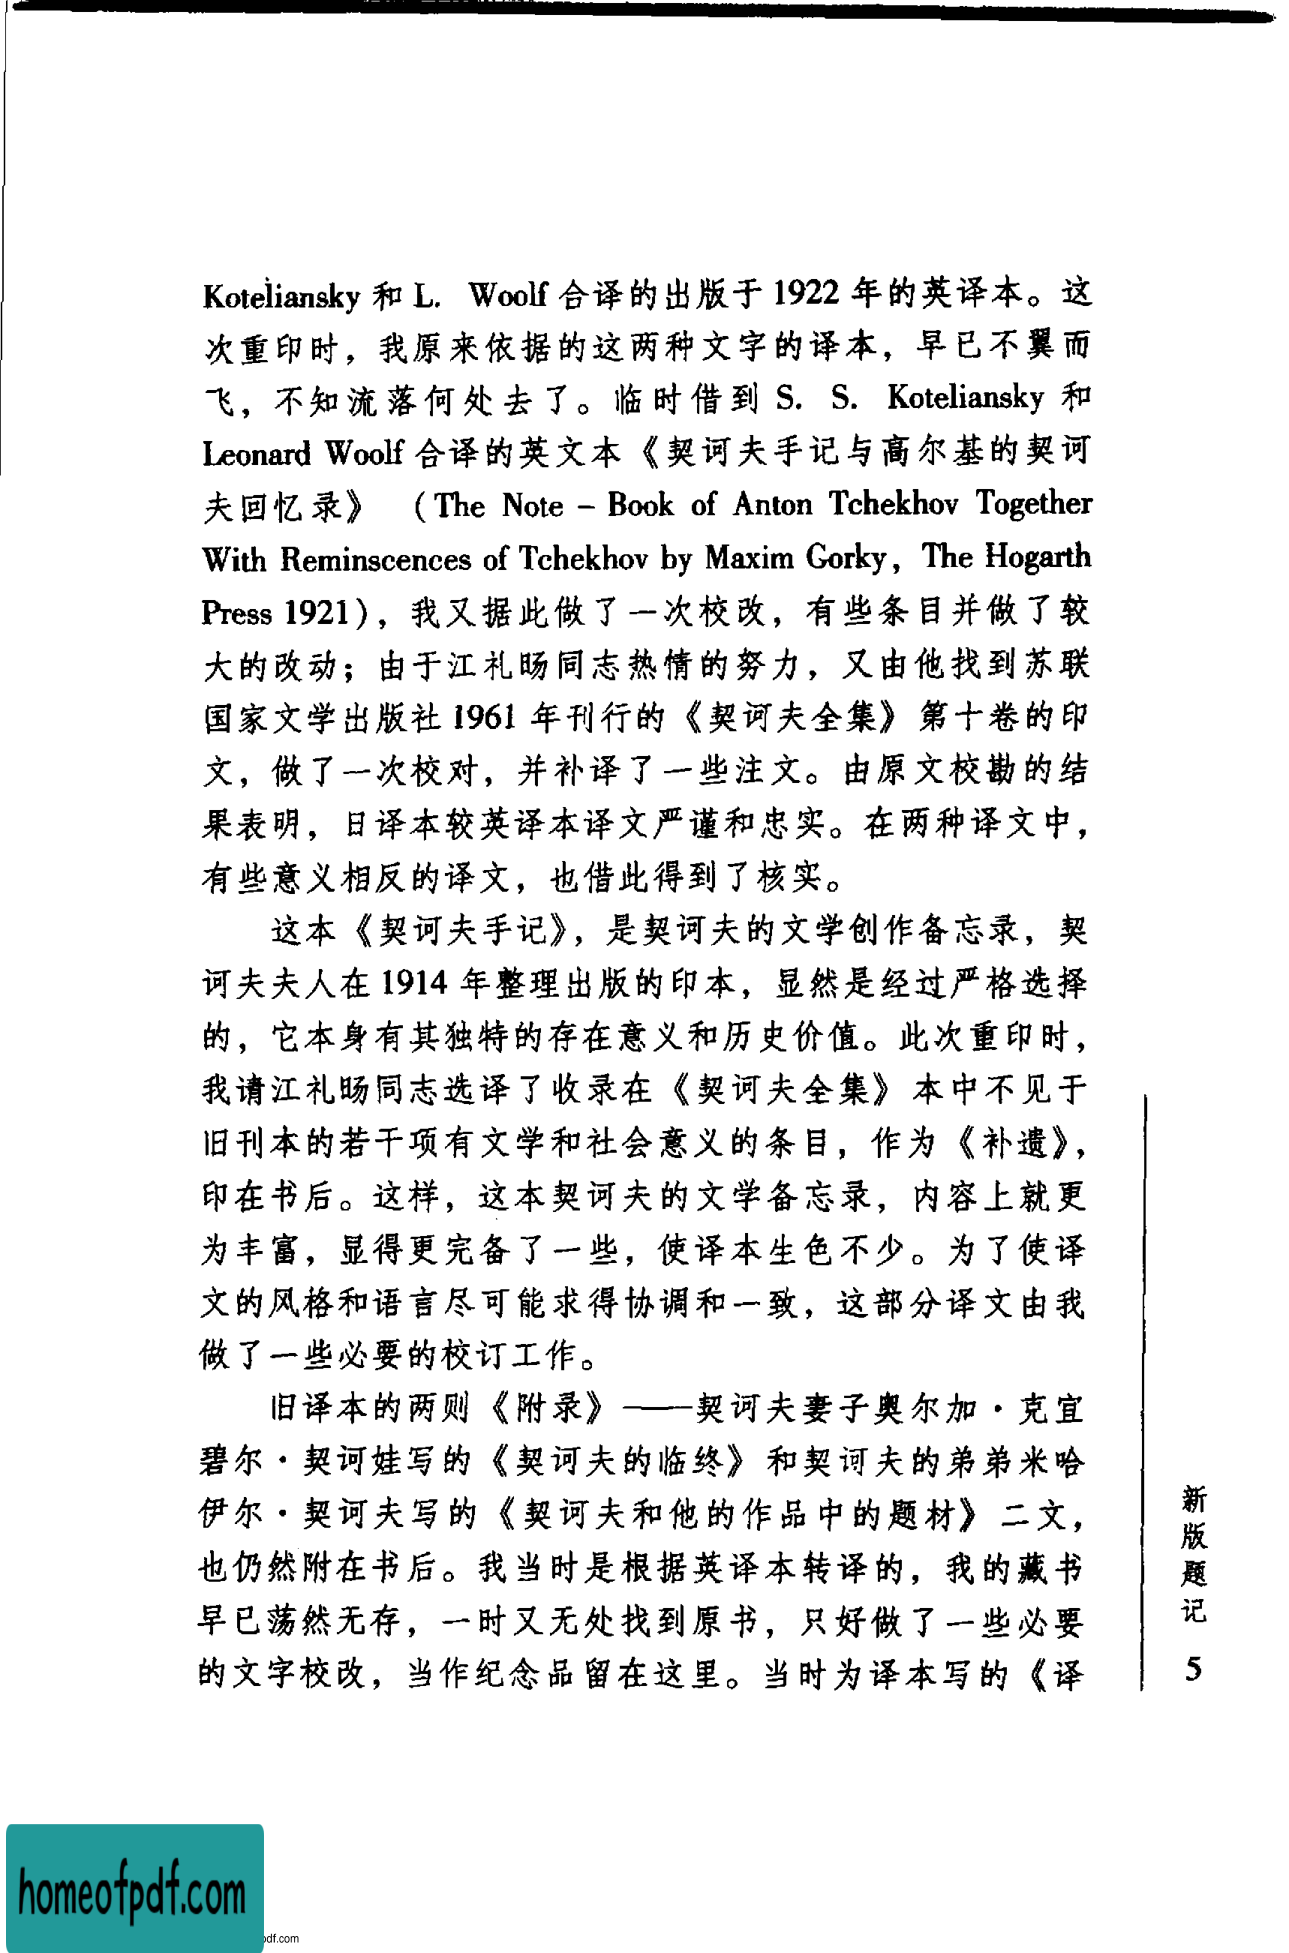 Koteliansky 和 L. Woolf 合译的出版于 1922 年的英译本。这
次重印时，我原来依据的这两种文字的译本，早已不翼而
飞，不知流落何处去了。临时借到 S. S. Koteliansky 和
Leonard Woolf 合译的英文本《契诃夫手记与高尔基的契诃
夫回忆录》 (The Note – Book of Anton Tchekhov Together
With Reminscences of Tchekhov by Maxim Gorky, The Hogarth
Press 1921)，我又据此做了一次校改，有些条目并做了较
大的改动；由于江礼旸同志热情的努力，又由他找到苏联
国家文学出版社 1961 年刊行的《契诃夫全集》第十卷的印
文，做了一次校对，并补译了一些注文。由原文校勘的结
果表明，日译本较英译本译文严谨和忠实。在两种译文中，
有些意义相反的译文，也借此得到了核实。
这本《契诃夫手记》，是契诃夫的文学创作备忘录，契
诃夫夫人在 1914 年整理出版的印本，显然是经过严格选择
的，它本身有其独特的存在意义和历史价值。此次重印时，
我请江礼旸同志选译了收录在《契诃夫全集》本中不见于
旧刊本的若干项有文学和社会意义的条目，作为《补遗》，
印在书后。这样，这本契诃夫的文学备忘录，内容上就更
为丰富，显得更完备了一些，使译本生色不少。为了使译
文的风格和语言尽可能求得协调和一致，这部分译文由我
做了一些必要的校订工作。
旧译本的两则《附录》——契诃夫妻子奥尔加·克宜
碧尔·契诃娃写的《契诃夫的临终》和契诃夫的弟弟米哈
伊尔·契诃夫写的《契诃夫和他的作品中的题材》二文，
也仍然附在书后。我当时是根据英译本转译的，我的藏书
早已荡然无存，一时又无处找到原书，只好做了一些必要
的文字校改，当作纪念品留在这里。当时为译本写的《译
新版题记
5
homeofpdf.com
pdf.com